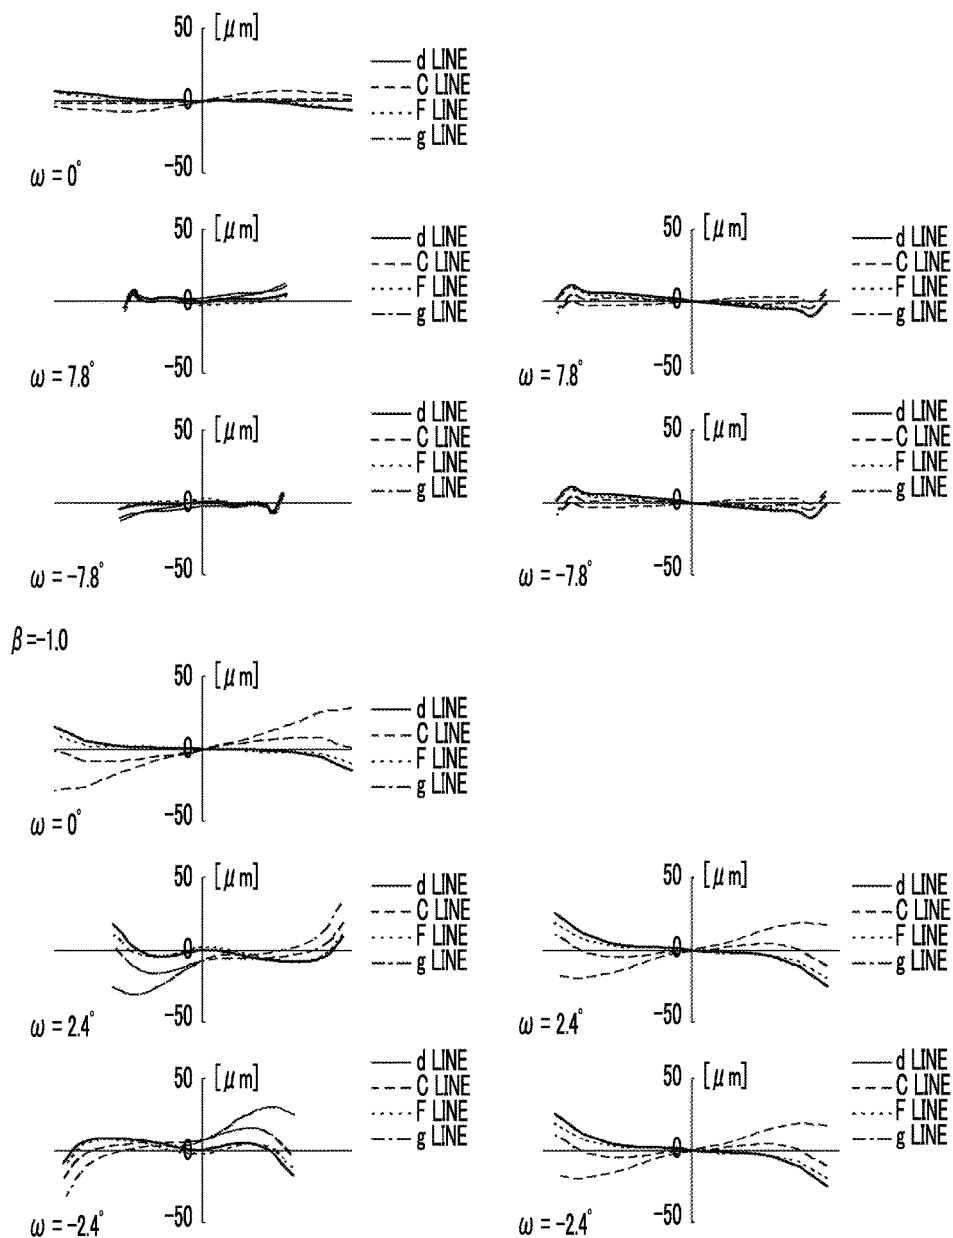 50 [μm]
d LINE
C LINE
F LINE
g LINE
0
-50
ω = 0°
50 [μm]
d LINE
C LINE
F LINE
g LINE
0
-50
ω = 7.8°
50 [μm]
d LINE
C LINE
F LINE
g LINE
0
-50
ω = 7.8°
50 [μm]
d LINE
C LINE
F LINE
g LINE
0
-50
ω = -7.8°
50 [μm]
d LINE
C LINE
F LINE
g LINE
0
-50
ω = -7.8°
β=-1.0
50 [μm]
d LINE
C LINE
F LINE
g LINE
0
-50
ω = 0°
50 [μm]
d LINE
C LINE
F LINE
g LINE
0
-50
ω = 2.4°
50 [μm]
d LINE
C LINE
F LINE
g LINE
0
-50
ω = 2.4°
50 [μm]
d LINE
C LINE
F LINE
g LINE
0
-50
ω = -2.4°
50 [μm]
d LINE
C LINE
F LINE
g LINE
0
-50
ω = -2.4°